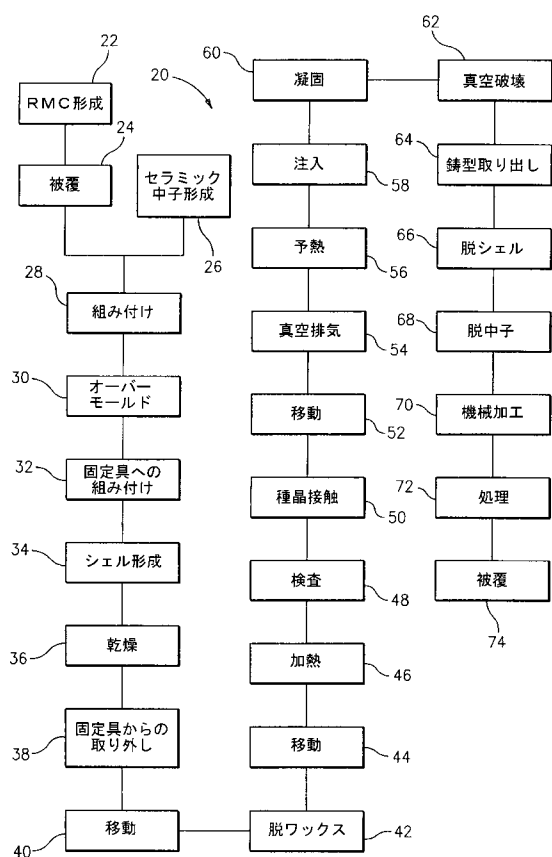 22
RMC形成
24
被覆
セラミック
中子形成
26
20
28
組み付け
30
オーバー
モールド
32
固定具への
組み付け
34
シェル形成
36
乾燥
38
固定具からの
取り外し
40
移動
脱ワックス
42
移動
44
加熱
46
検査
48
種晶接触
50
移動
52
真空排気
54
予熱
56
注入
58
60
凝固
62
真空破壊
64
鋳型取り出し
66
脱シェル
68
脱中子
70
機械加工
72
処理
被覆
74